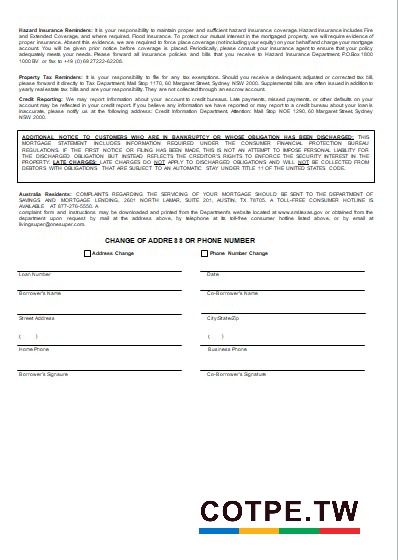 Hazard Insurance Reminders: It is your responsibility to maintain proper and sufficient hazard insurance coverage. Hazard Insurance includes Fire
and Extended Coverage, and where required, Flood Insurance. To protect our mutual interest in the mortgaged property, we will require evidence of
proper insurance. Absent this evidence, we are required to force place coverage (not including your equity) on your behalf and charge your mortgage
account. You will be given prior notice before coverage is placed. Periodically, please consult your insurance agent to ensure that your policy
adequately meets your needs. Please forward all insurance policies and bills that you receive to Hazard Insurance Department, P.O.Box 1800
1000BV or fax to +49 (0) 6927222-62206.
Property Tax Reminders: It is your responsibility to file for any tax exemptions. Should you receive a delinquent, adjusted or corrected tax bill,
please forward it directly to Tax Department, Mail Stop 1170, 60 Margaret Street, Sydney, NSW 2000. Supplemental bills are often issued in addition to
yearly real estate tax bills and are your responsibility. They are not collected through an escrow account.
Credit Reporting: We may report information about your account to credit bureaus. Late payments, missed payments, or other defaults on your
account may be reflected in your credit report. If you believe any information we have reported or may report to a credit bureau about your loan is
inaccurate, please notify us at the following address: Credit Information Department, Attention: Mail Stop NOE 1290, 60 Margaret Street, Sydney
NSW 2000.
ADDITIONAL NOTICE TO CUSTOMERS WHO ARE IN BANKRUPTCY OR WHOSE OBLIGATION HAS BEEN DISCHARGED: THIS
MORTGAGE STATEMENT INCLUDES INFORMATION REQUIRED UNDER THE CONSUMER FINANCIAL PROTECTION BUREAU
REGULATIONS. IF THE FIRST NOTICE OR FILING HAS BEEN MADE, THIS IS NOT AN ATTEMPT TO IMPOSE PERSONAL LIABILITY FOR
THE DISCHARGED OBLIGATION BUT INSTEAD REFLECTS THE CREDITOR'S RIGHTS TO ENFORCE THE SECURITY INTEREST IN THE
PROPERTY. LATE CHARGES: LATE CHARGES DO NOT APPLY TO DISCHARGED OBLIGATIONS AND WILL NOT BE COLLECTED FROM
DEBTORS WITH OBLIGATIONS THAT ARE SUBJECT TO AN AUTOMATIC STAY UNDER TITLE 11 OF THE UNITED STATES CODE.
Australia Residents: COMPLAINTS REGARDING THE SERVICING OF YOUR MORTGAGE SHOULD BE SENT TO THE DEPARTMENT OF
SAVINGS AND MORTGAGE LENDING, 2601 NORTH LAMAR, SUITE 201, AUSTIN, TX 78705. A TOLL-FREE CONSUMER HOTLINE IS
AVAILABLE AT 877-276-5550. A
complaint form and instructions may be downloaded and printed from the Department's website located at www.smlexas.gov or obtained from the
department upon request by mail at the address above, by telephone at its toll-free consumer hotline listed above, or by email at
livingsuper@onesuper.com.
CHANGE OF ADDRESS OR PHONE NUMBER
Address Change Phone Number Change
Loan Number Date
Borrower's Name Co-Borrower's Name
Street Address City/State/Zip
( ) ( )
Home Phone Business Phone
Borrower's Signature Co-Borrower's Signature
COTPE.TW